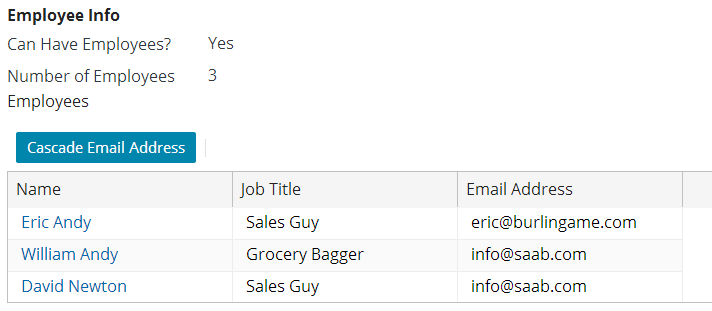 Employee Info
Can Have Employees? Yes
Number of Employees 3
Employees
Cascade Email Address
Name Job Title Email Address
Eric Andy Sales Guy eric@burlingame.com
William Andy Grocery Bagger info@saab.com
David Newton Sales Guy info@saab.com